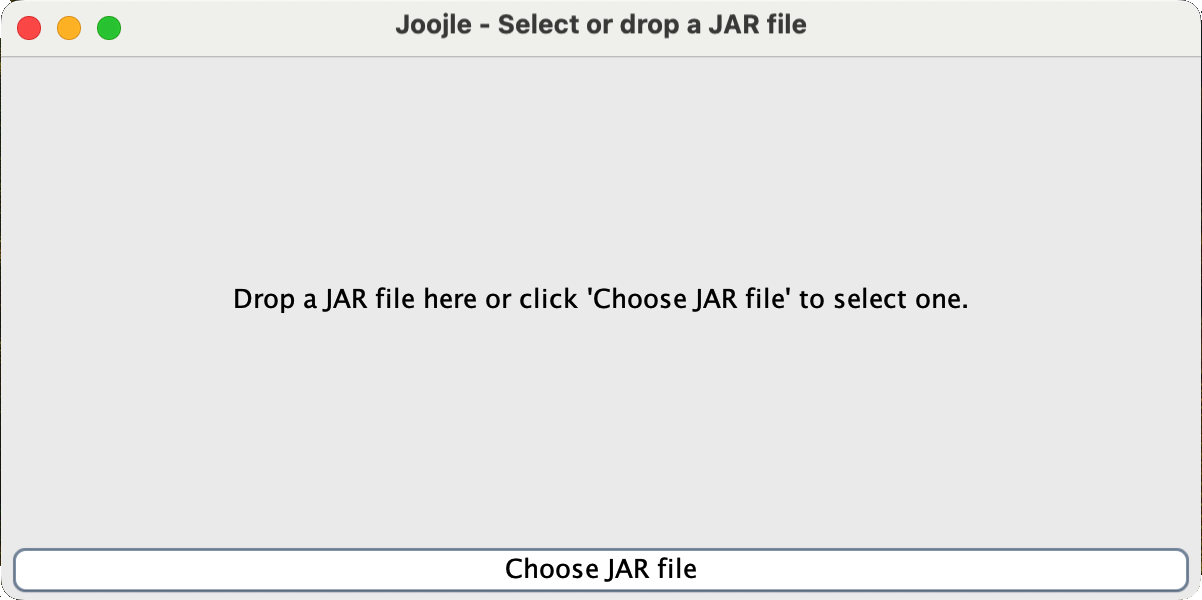 Joojle - Select or drop a JAR file
Drop a JAR file here or click 'Choose JAR file' to select one.
Choose JAR file